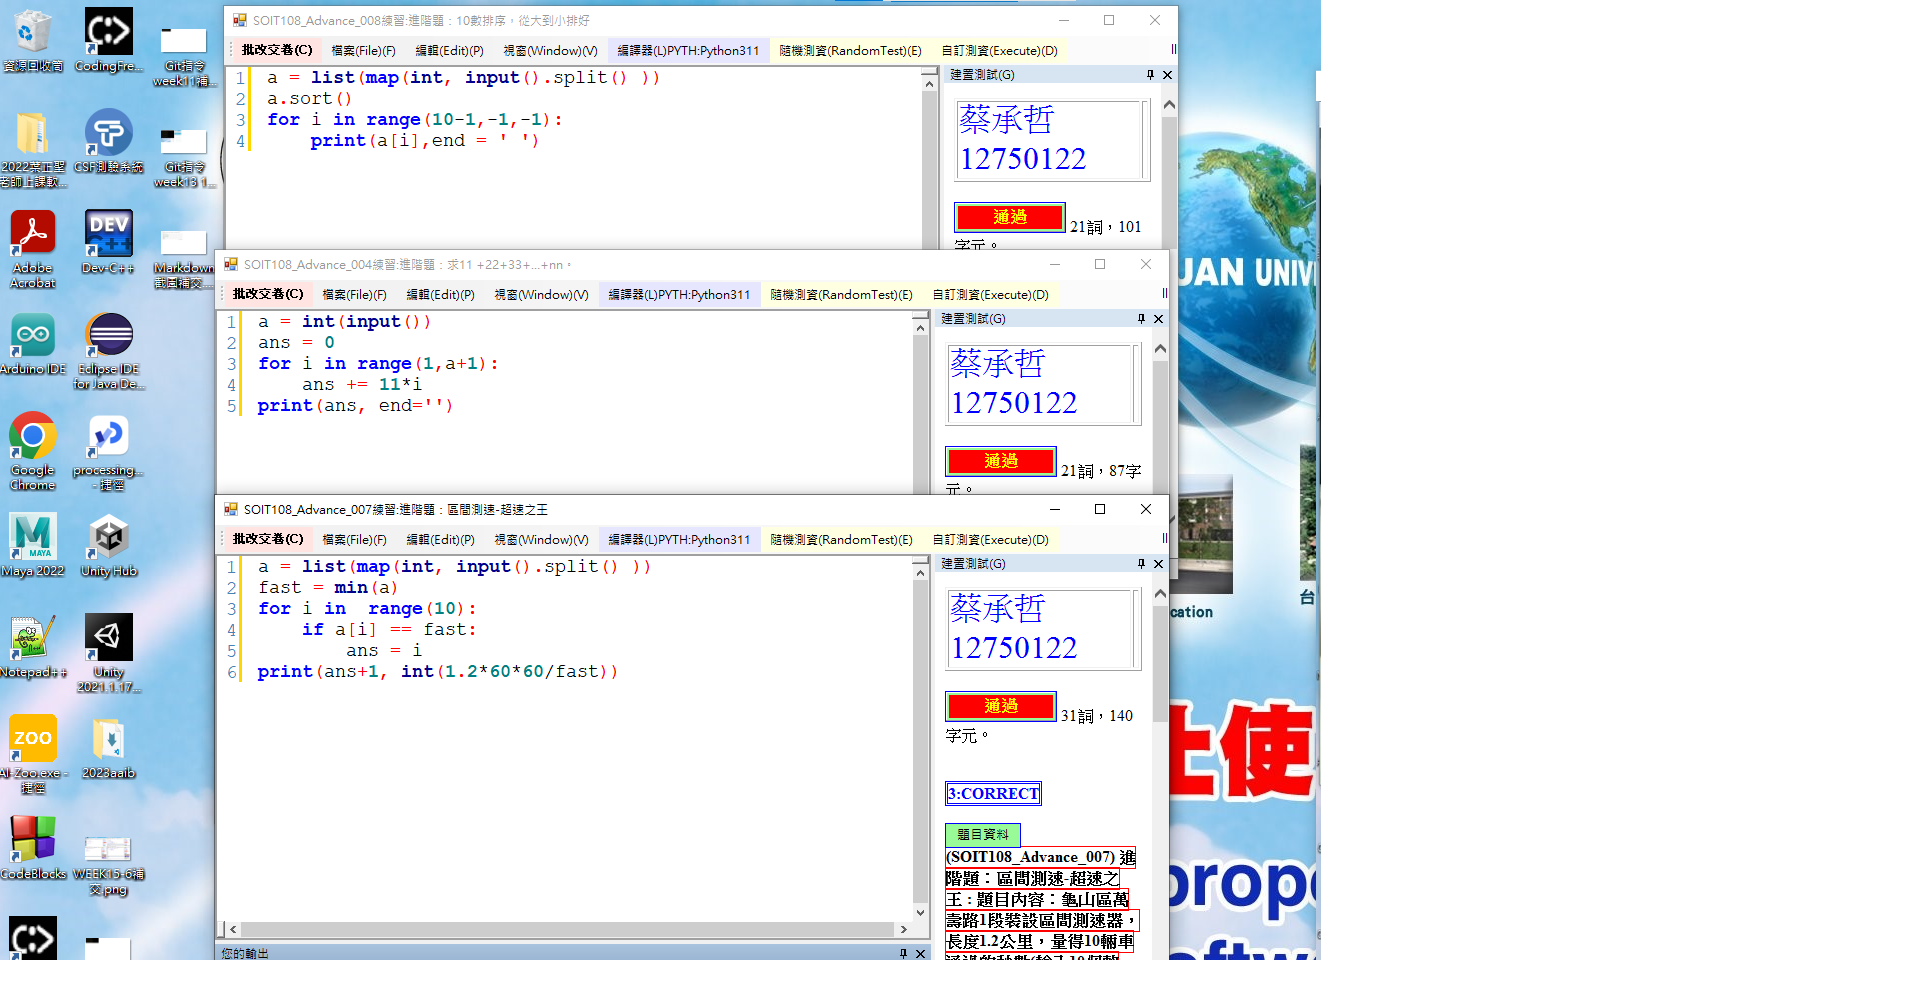 資源回收筒
CodingFre...
Git指令
week11補...
2022葉正聖
老師上課軟...
CSF測驗系統
Git指令
week13 1...
Adobe
Acrobat
DEV
C++
Dev-C++
Markdown
截圖補交....
Arduino IDE
Eclipse IDE
for Java De...
Google
Chrome
processing...
- 捷徑
MAYA
Maya 2022
Unity Hub
Notepad++
Unity
2021.1.17...
ZOO
AI-Zoo.exe -
捷徑
2023aaib
CodeBlocks
WEEK15-6補
交.png
SOIT108_Advance_008練習:進階題：10數排序，從大到小排好
批改交卷(C) 檔案(File)(F) 編輯(Edit)(P) 視窗(Window)(V) 編譯器(L)PYTH:Python311 隨機測資(RandomTest)(E) 自訂測資(Execute)(D)
1 a = list(map(int, input().split() ))
2 a.sort()
3 for i in range(10-1,-1,-1):
4     print(a[i],end = ' ')
建置測試(G)
蔡承哲
12750122
通過 21詞，101
字元。
SOIT108_Advance_004練習:進階題：求11 +22+33+...+nn。
批改交卷(C) 檔案(File)(F) 編輯(Edit)(P) 視窗(Window)(V) 編譯器(L)PYTH:Python311 隨機測資(RandomTest)(E) 自訂測資(Execute)(D)
1 a = int(input())
2 ans = 0
3 for i in range(1,a+1):
4     ans += 11*i
5 print(ans, end='')
建置測試(G)
蔡承哲
12750122
通過 21詞，87字
元。
SOIT108_Advance_007練習:進階題：區間測速-超速之王
批改交卷(C) 檔案(File)(F) 編輯(Edit)(P) 視窗(Window)(V) 編譯器(L)PYTH:Python311 隨機測資(RandomTest)(E) 自訂測資(Execute)(D)
1 a = list(map(int, input().split() ))
2 fast = min(a)
3 for i in  range(10):
4     if a[i] == fast:
5         ans = i
6 print(ans+1, int(1.2*60*60/fast))
建置測試(G)
蔡承哲
12750122
通過 31詞，140
字元。
3:CORRECT
題目資料
(SOIT108_Advance_007) 進
階題：區間測速-超速之
王：題目內容：龜山區萬
壽路1段裝設區間測速器，
長度1.2公里，量得10輛車
您的輸出
UAN UNIV
cation
台
上使
prope
oftw